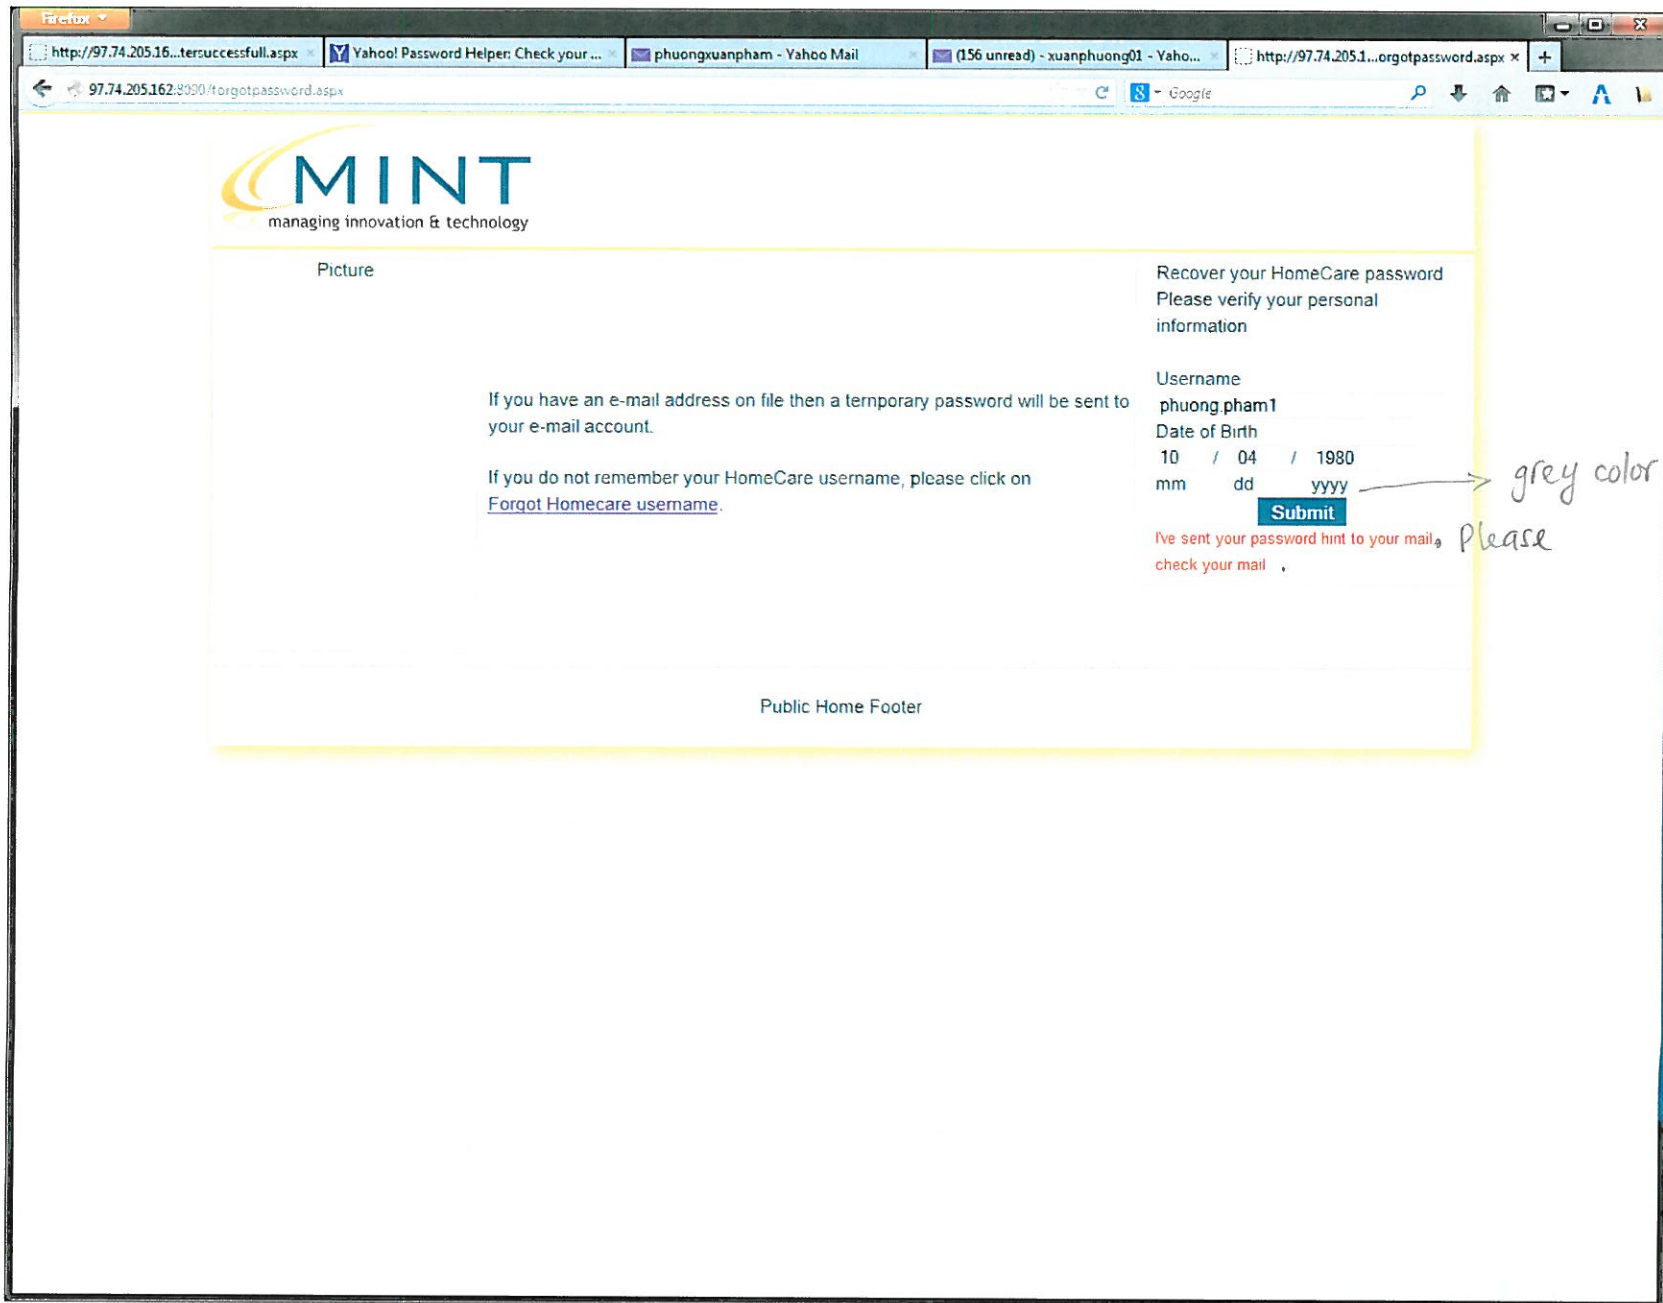 Firefox
http://97.74.205.16...tersuccessfull.aspx
Yahoo! Password Helper: Check your ...
phuongxuanpham - Yahoo Mail
(156 unread) - xuanphuong01 - Yaho...
http://97.74.205.1...orgotpassword.aspx
97.74.205.162:8090/forgotpassword.aspx
Google
MINT
managing innovation & technology
Picture
Recover your HomeCare password
Please verify your personal
information
If you have an e-mail address on file then a ternporary password will be sent to
your e-mail account.
If you do not remember your HomeCare username, please click on
Forgot Homecare username.
Username
phuong.pham1
Date of Birth
10 / 04 / 1980
mm dd yyyy grey color
Submit
I've sent your password hint to your mail. Please
check your mail .
Public Home Footer